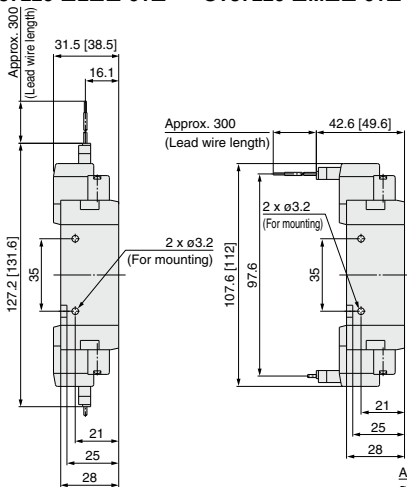 Approx. 300
(Lead wire length)
31.5 [38.5]
16.1
127.2 [131.6]
35
2 x ø3.2
(For mounting)
21
25
28
Approx. 300
(Lead wire length)
42.6 [49.6]
2 x ø3.2
(For mounting)
107.6 [112]
97.6
35
21
25
28
A